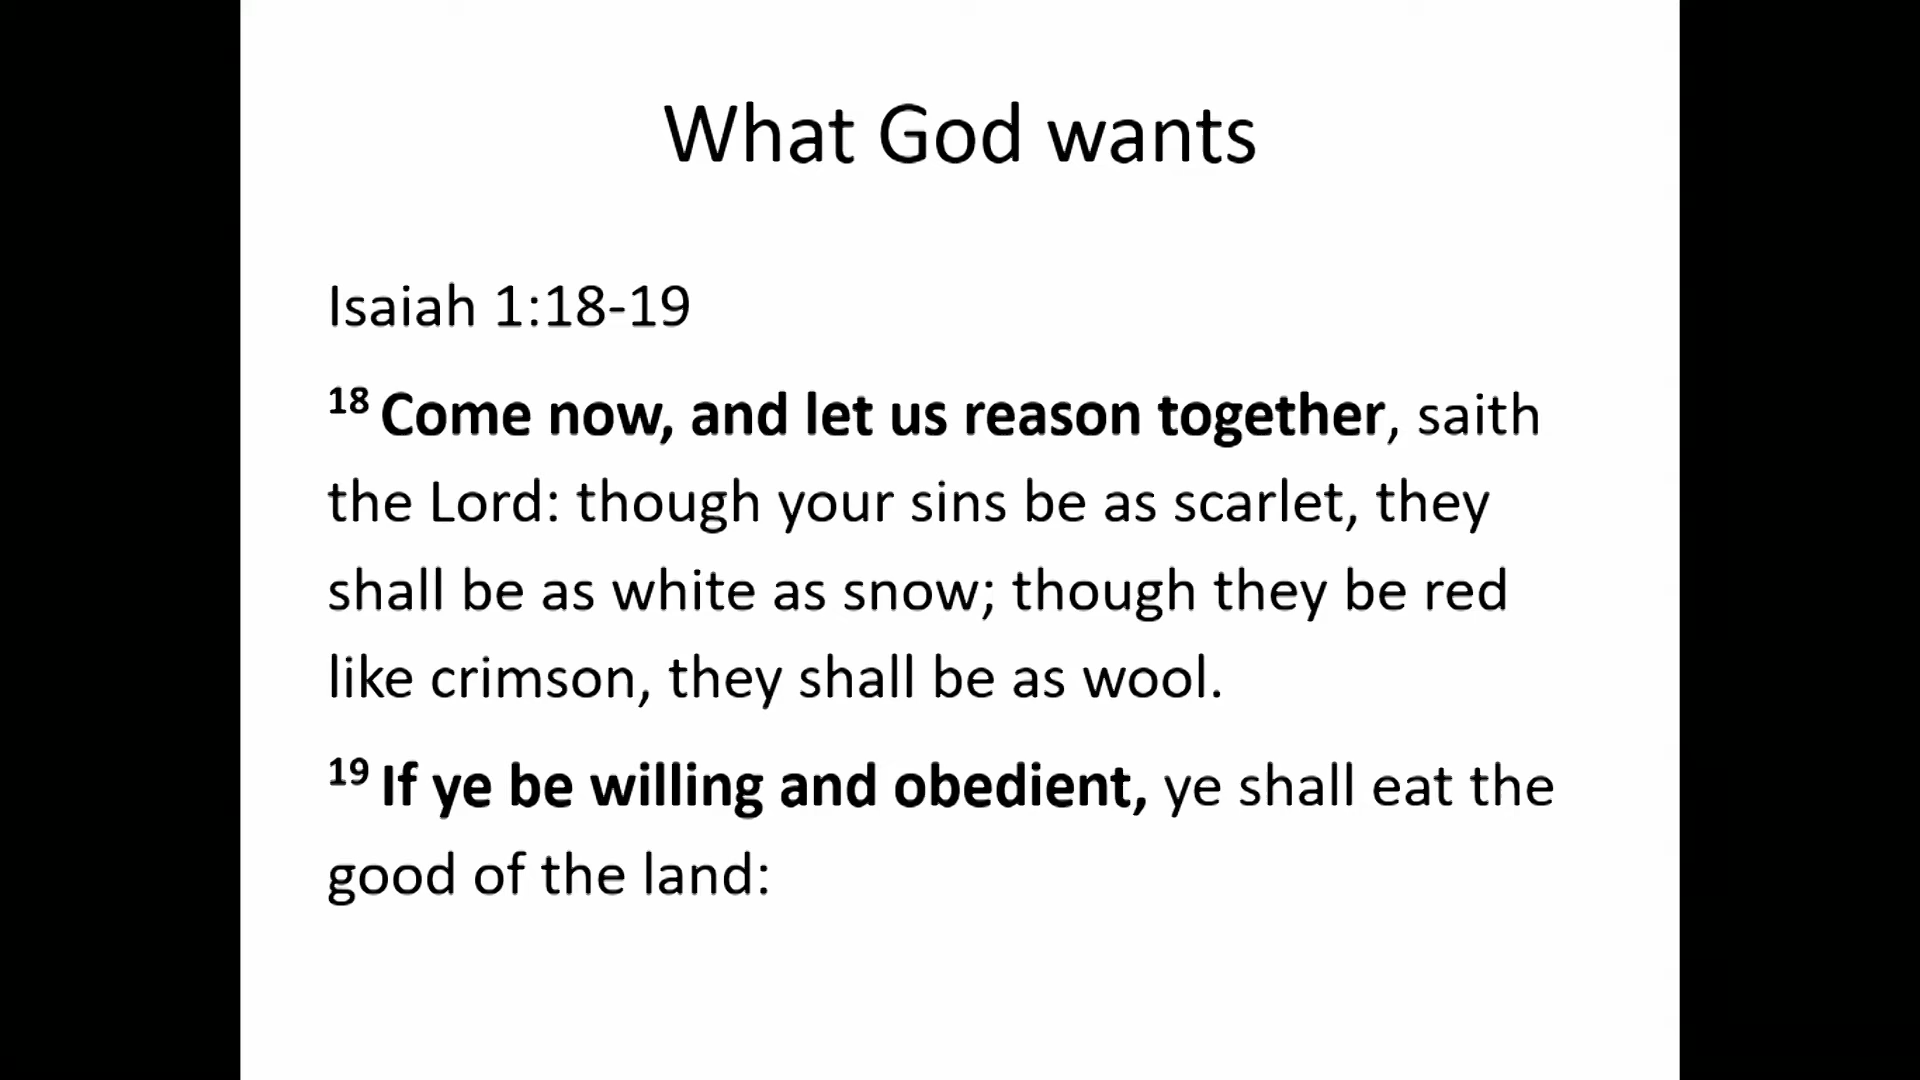 What God wants
Isaiah 1:18-19
18 Come now, and let us reason together, saith
the Lord: though your sins be as scarlet, they
shall be as white as snow; though they be red
like crimson, they shall be as wool.
19 If ye be willing and obedient, ye shall eat the
good of the land: